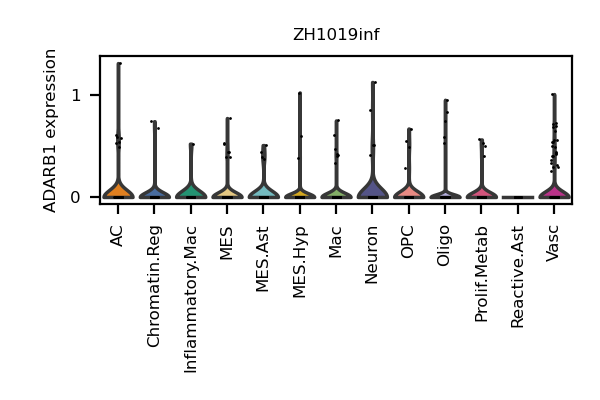 ZH1019inf
ADARB1 expression
1
0
AC
Chromatin.Reg
Inflammatory.Mac
MES
MES.Ast
MES.Hyp
Mac
Neuron
OPC
Oligo
Prolif.Metab
Reactive.Ast
Vasc